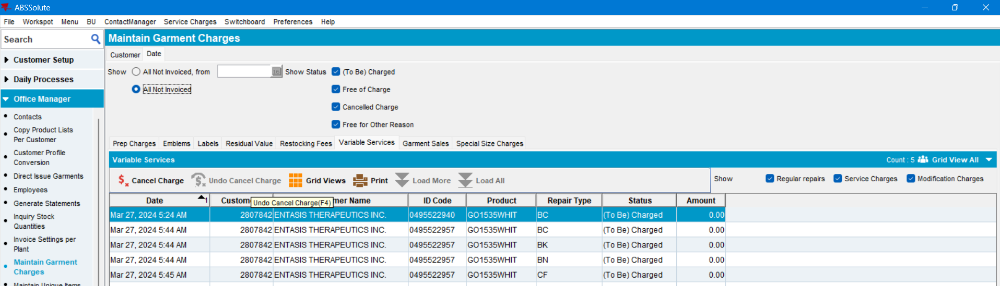 ABSSolute
File Workspot Menu BU ContactManager Service Charges Switchboard Preferences Help
Search
Customer Setup
Daily Processes
Office Manager
Contacts
Copy Product Lists
Per Customer
Customer Profile
Conversion
Direct Issue Garments
Employees
Generate Statements
Inquiry Stock
Quantities
Invoice Settings per
Plant
Maintain Garment
Charges
Maintain Unique Items
Maintain Garment Charges
Customer Date
Show All Not Invoiced, from 16 Show Status (To Be) Charged
All Not Invoiced Free of Charge
Cancelled Charge
Free for Other Reason
Prep Charges Emblems Labels Residual Value Restocking Fees Variable Services Garment Sales Special Size Charges
Variable Services Count : 5 Grid View All
Cancel Charge Undo Cancel Charge Grid Views Print Load More Load All Show Regular repairs Service Charges Modification Charges
Date 1 Custom mer Name ID Code Product Repair Type Status Amount
Undo Cancel Charge(F4)
Mar 27, 2024 5:24 AM 2807842 ENTASIS THERAPEUTICS INC. 0495522940 GO1535WHIT BC (To Be) Charged 0.00
Mar 27, 2024 5:44 AM 2807842 ENTASIS THERAPEUTICS INC. 0495522957 GO1535WHIT BC (To Be) Charged 0.00
Mar 27, 2024 5:44 AM 2807842 ENTASIS THERAPEUTICS INC. 0495522957 GO1535WHIT BK (To Be) Charged 0.00
Mar 27, 2024 5:44 AM 2807842 ENTASIS THERAPEUTICS INC. 0495522957 GO1535WHIT BN (To Be) Charged 0.00
Mar 27, 2024 5:45 AM 2807842 ENTASIS THERAPEUTICS INC. 0495522957 GO1535WHIT CF (To Be) Charged 0.00